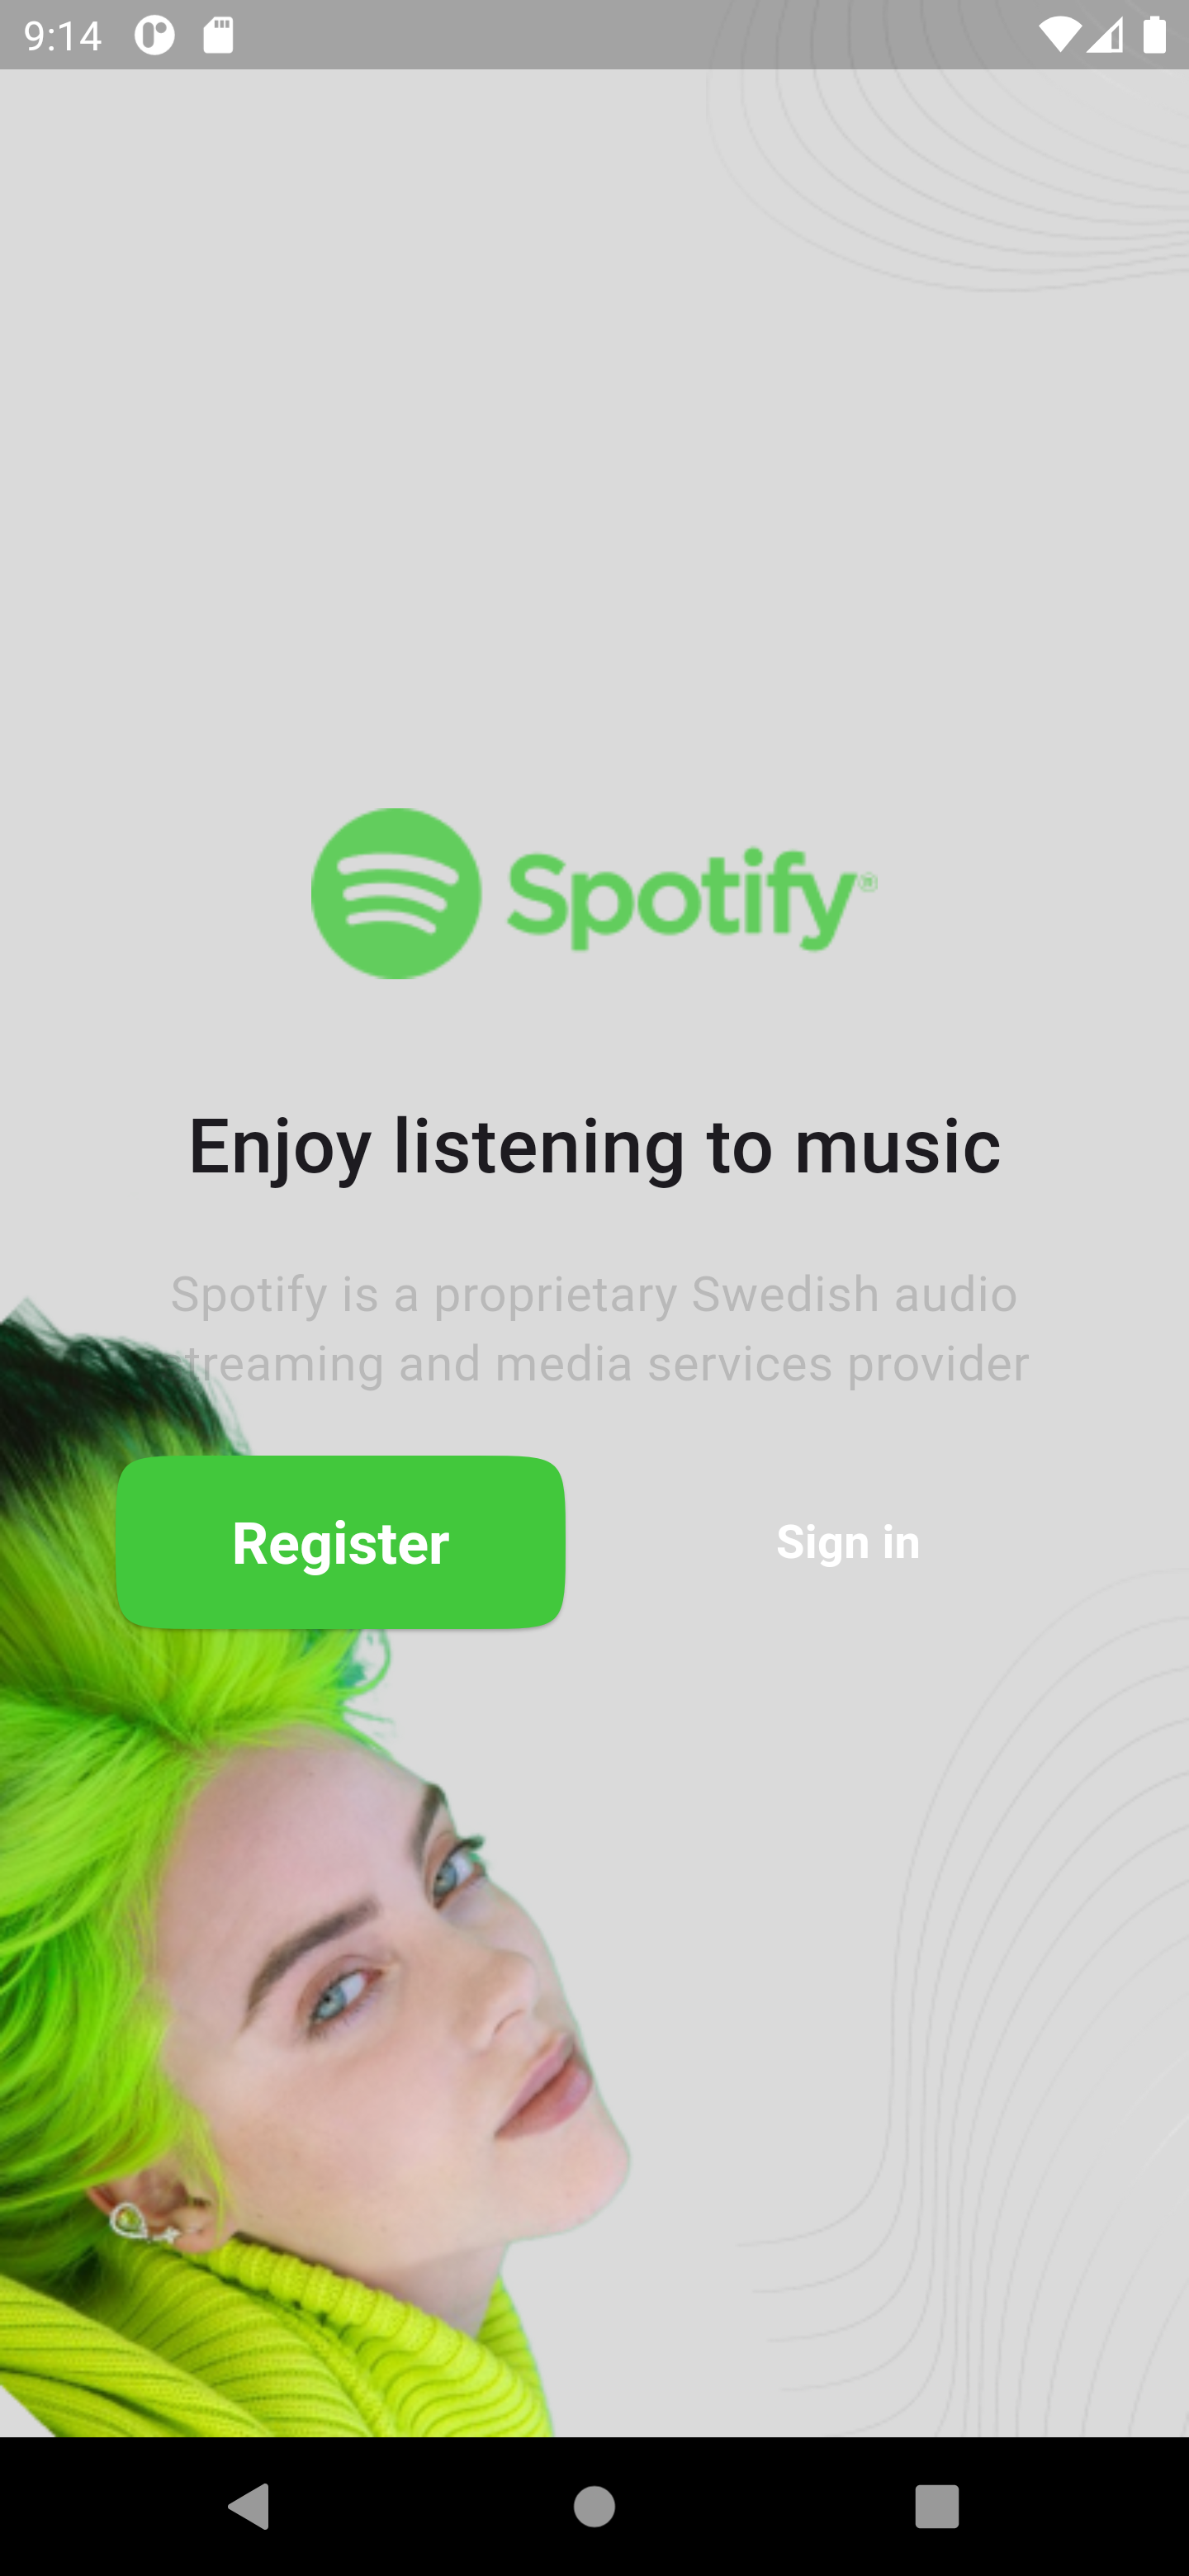 9:14
Spotify®
Enjoy listening to music
Spotify is a proprietary Swedish audio
streaming and media services provider
Register
Sign in